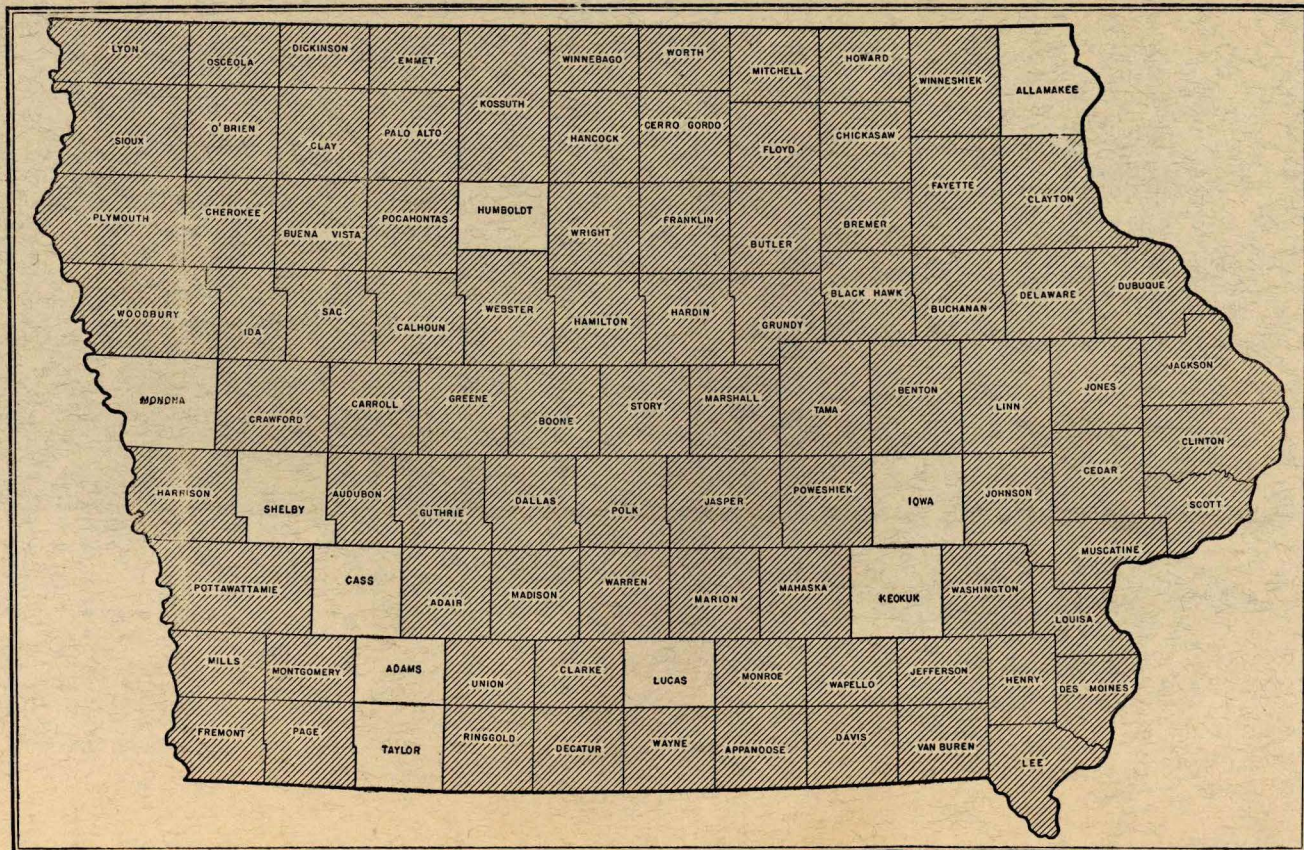 LYON OSCEOLA DICKINSON EMMET KOSSUTH WINNEBAGO WORTH MITCHELL HOWARD WINNESHIEK ALLAMAKEE
SIOUX O'BRIEN CLAY PALO ALTO HANCOCK CERRO GORDO FLOYD CHICKASAW
PLYMOUTH CHEROKEE BUENA VISTA POCAHONTAS HUMBOLDT WRIGHT FRANKLIN BUTLER BREMER FAYETTE CLAYTON
WOODBURY IDA SAC CALHOUN WEBSTER HAMILTON HARDIN GRUNDY BLACK HAWK BUCHANAN DELAWARE DUBUQUE
MONONA CRAWFORD CARROLL GREENE BOONE STORY MARSHALL TAMA BENTON LINN JONES JACKSON
HARRISON SHELBY AUDUBON GUTHRIE DALLAS POLK JASPER POWESHIEK IOWA JOHNSON CEDAR CLINTON
SCOTT
POTTAWATTAMIE CASS ADAIR MADISON WARREN MARION MAHASKA KEOKUK WASHINGTON MUSCATINE
LOUISA
MILLS MONTGOMERY ADAMS UNION CLARKE LUCAS MONROE WAPELLO JEFFERSON HENRY DES MOINES
FREMONT PAGE TAYLOR RINGGOLD DECATUR WAYNE APPANOOSE DAVIS VAN BUREN LEE